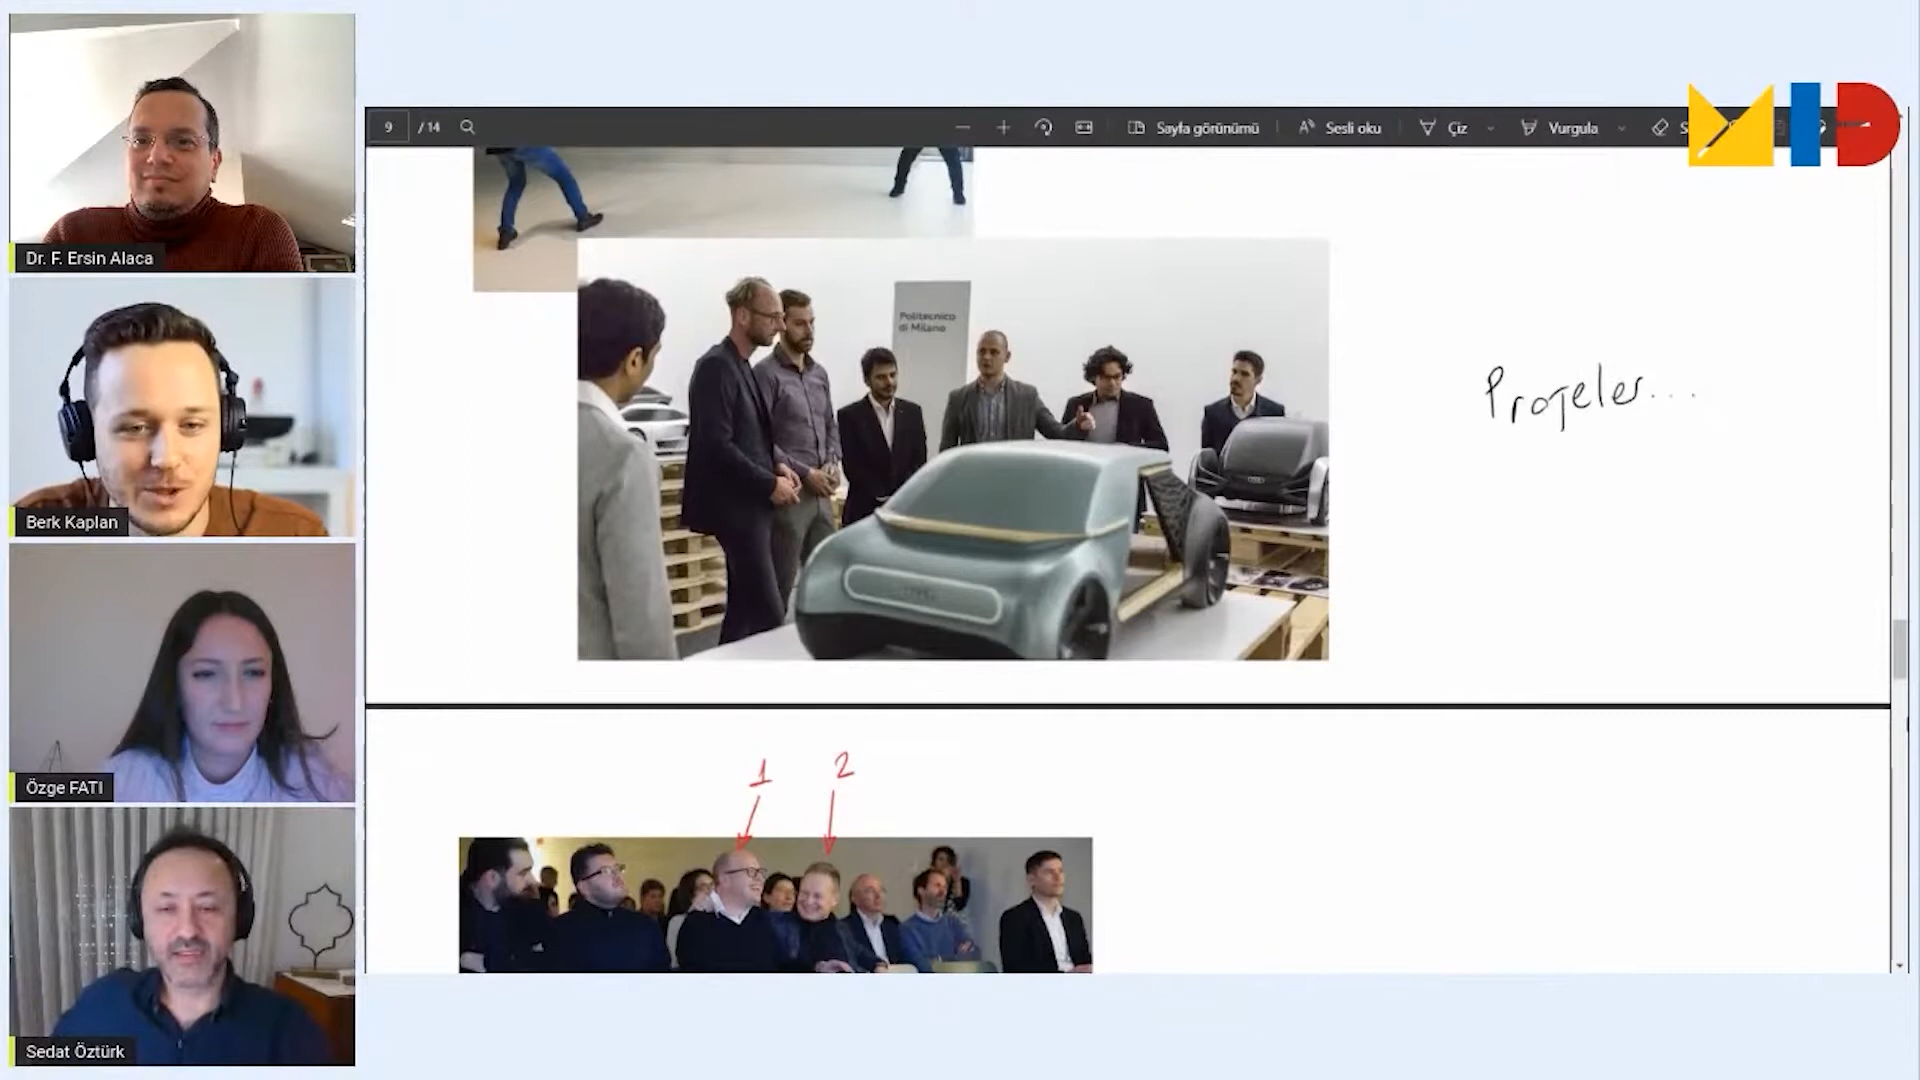 Dr. F. Ersin Alaca
Berk Kaplan
Özge FATI
Sedat Öztürk
9 / 14
Sayfa görünümü
Sesli oku
Çiz
Vurgula
MID
Politecnico
di Milano
Projeler...
1 2